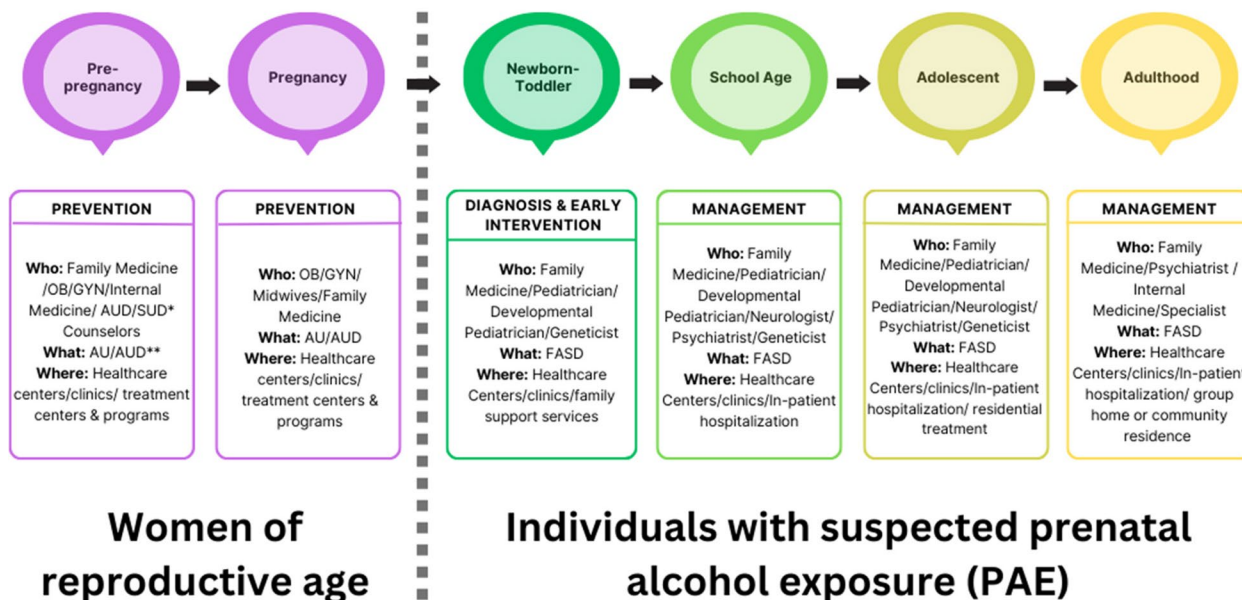 Pre-
pregnancy
Pregnancy
Newborn-
Toddler
School Age
Adolescent
Adulthood
PREVENTION
Who: Family Medicine
/OB/GYN/Internal
Medicine/ AUD/SUD*
Counselors
What: AU/AUD**
Where: Healthcare
centers/clinics/ treatment
centers & programs
PREVENTION
Who: OB/GYN/
Midwives/Family
Medicine
What: AU/AUD
Where: Healthcare
centers/clinics/
treatment centers &
programs
DIAGNOSIS & EARLY
INTERVENTION
Who: Family
Medicine/Pediatrician/
Developmental
Pediatrician/Geneticist
What: FASD
Where: Healthcare
Centers/clinics/family
support services
MANAGEMENT
Who: Family
Medicine/Pediatrician/
Developmental
Pediatrician/Neurologist/
Psychiatrist/Geneticist
What: FASD
Where: Healthcare
Centers/clinics/In-patient
hospitalization
MANAGEMENT
Who: Family
Medicine/Pediatrician/
Developmental
Pediatrician/Neurologist/
Psychiatrist/Geneticist
What: FASD
Where: Healthcare
Centers/clinics/In-patient
hospitalization/ residential
treatment
MANAGEMENT
Who: Family
Medicine/Psychiatrist /
Internal
Medicine/Specialist
What: FASD
Where: Healthcare
Centers/clinics/In-patient
hospitalization/ group
home or community
residence
Women of
reproductive age
Individuals with suspected prenatal
alcohol exposure (PAE)